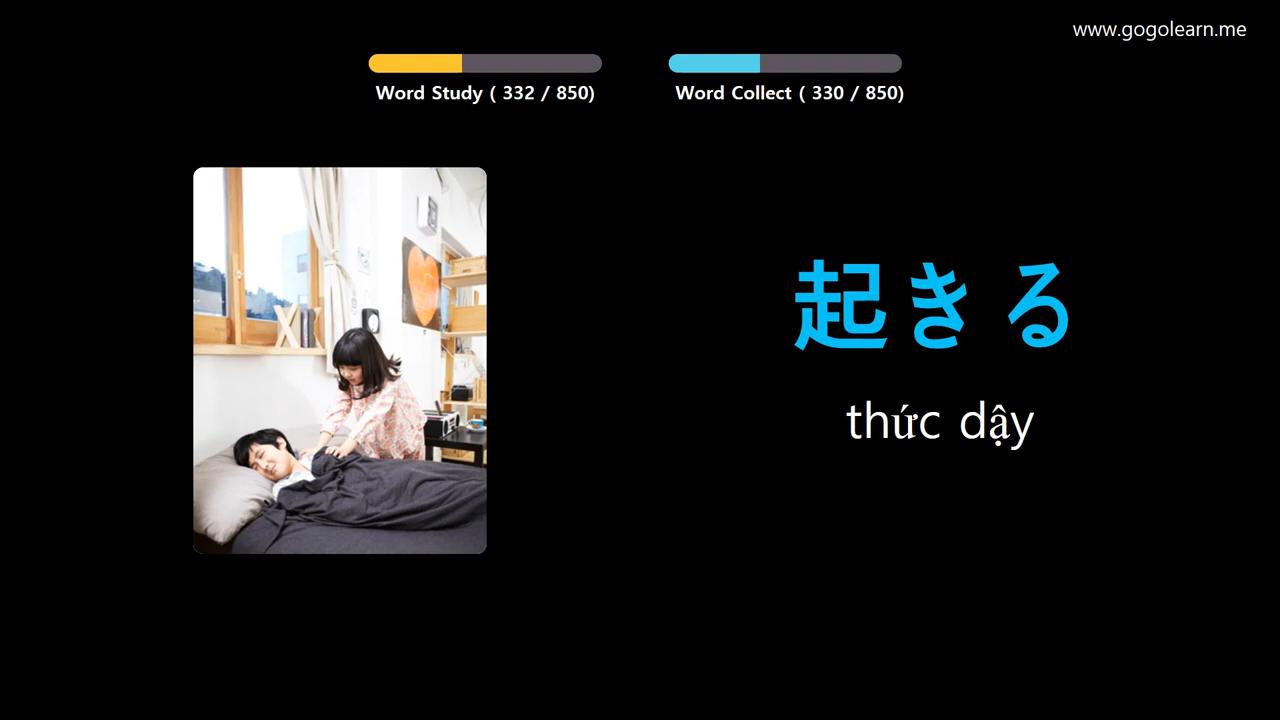 www.gogolearn.me
Word Study ( 332 / 850)
Word Collect ( 330 / 850)
起きる
thức dậy